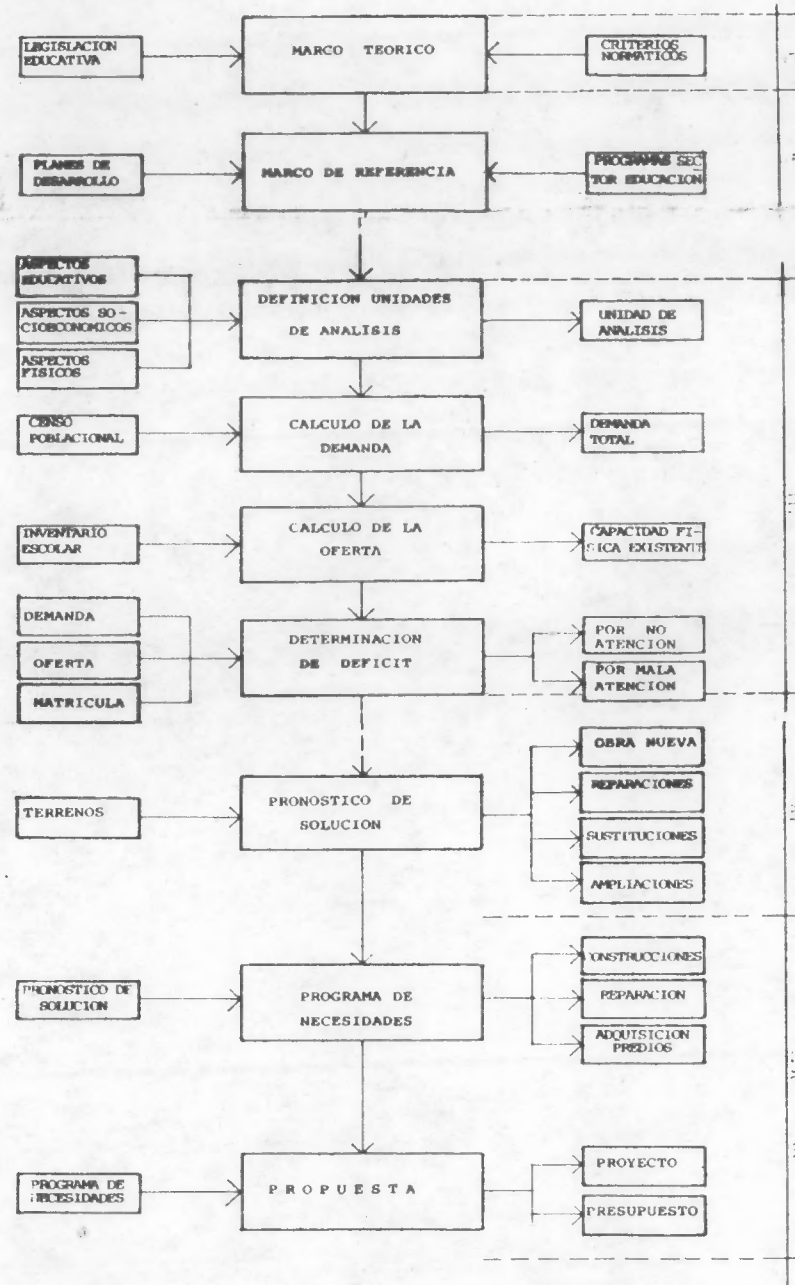 LEGISLACION
EDUCATIVA
MARCO TEORICO
CRITERIOS
NORMATICOS
PLANES DE
DESARROLLO
MARCO DE REFERENCIA
PROGRAMAS SEC
TOR EDUCACION
ASPECTOS
EDUCATIVOS
ASPECTOS SO-
CIOECONOMICOS
ASPECTOS
FISICOS
DEFINICION UNIDADES
DE ANALISIS
UNIDAD DE
ANALISIS
CENSO
POBLACIONAL
CALCULO DE LA
DEMANDA
DEMANDA
TOTAL
INVENTARIO
ESCOLAR
CALCULO DE LA
OFERTA
CAPACIDAD FI-
SICA EXISTENTE
DEMANDA
OFERTA
MATRICULA
DETERMINACION
DE DEFICIT
POR NO
ATENCION
POR MALA
ATENCION
TERRENOS
PRONOSTICO DE
SOLUCION
OBRA NUEVA
REPARACIONES
SUSTITUCIONES
AMPLIACIONES
PRONOSTICO DE
SOLUCION
PROGRAMA DE
NECESIDADES
CONSTRUCCIONES
REPARACION
ADQUISICION
PREDIOS
PROGRAMA DE
NECESIDADES
PROPUESTA
PROYECTO
PRESUPUESTO